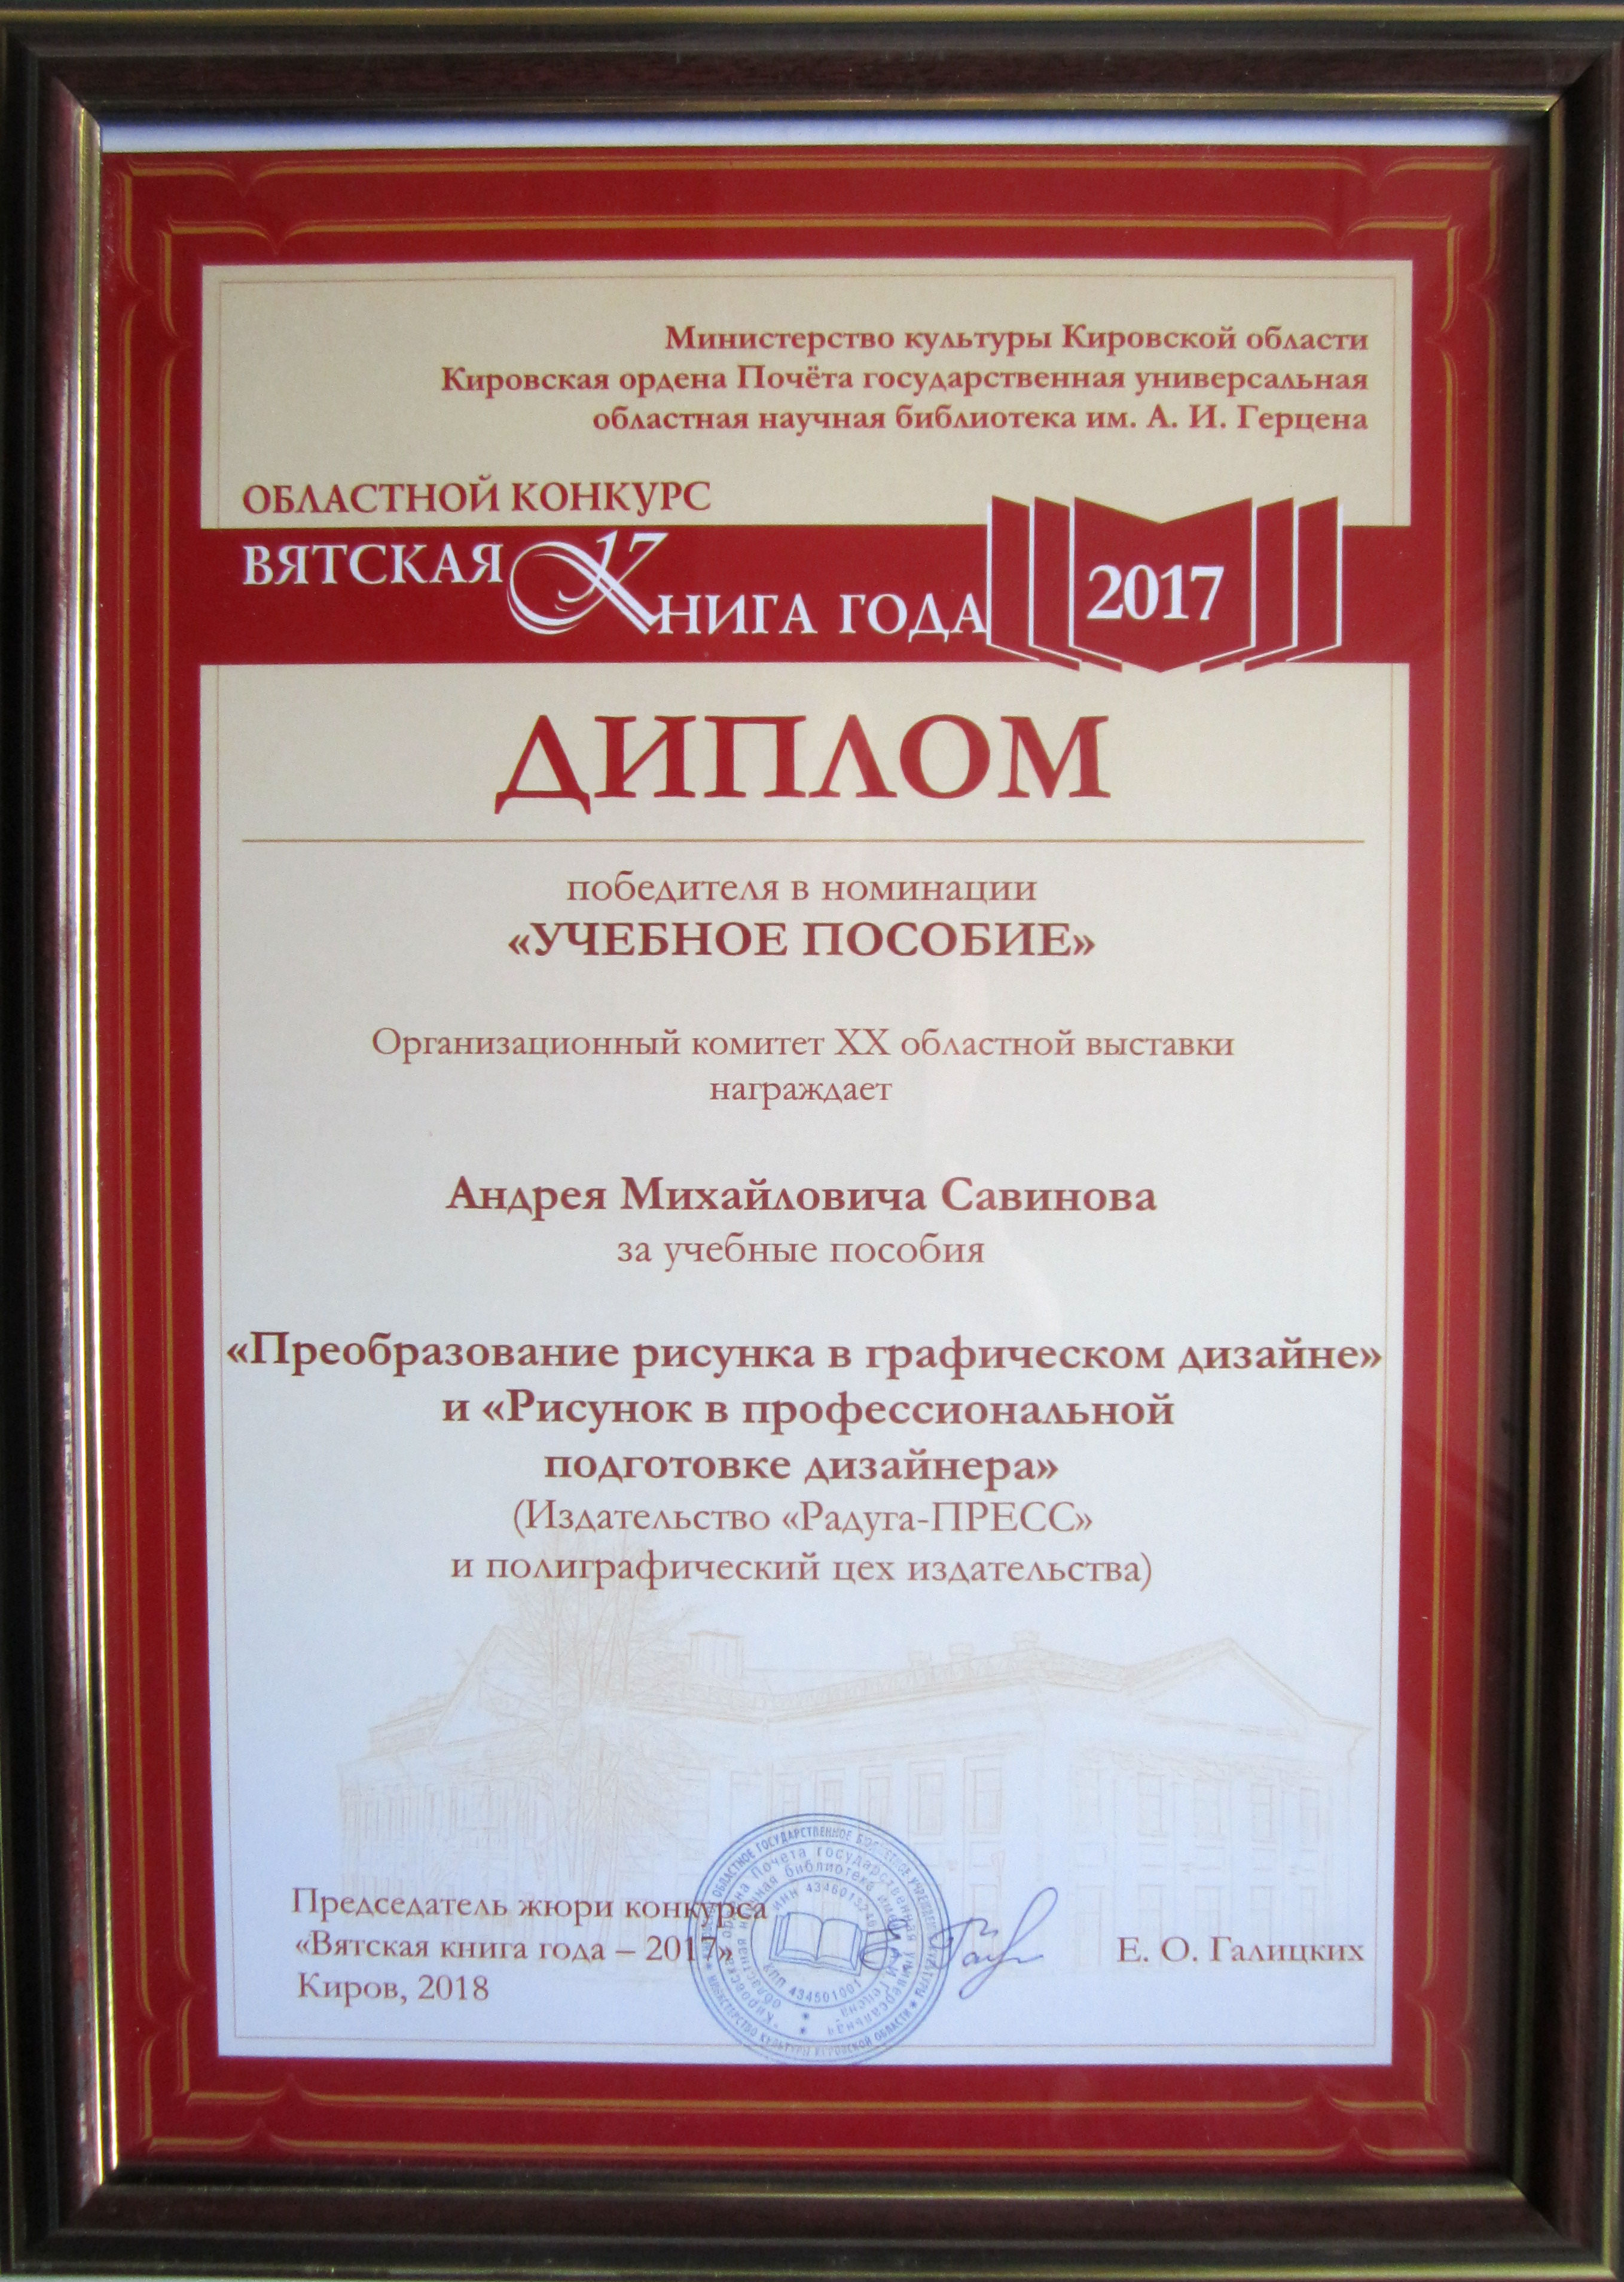 Министерство культуры Кировской области
Кировская ордена Почёта государственная универсальная
областная научная библиотека им. А. И. Герцена
ОБЛАСТНОЙ КОНКУРС
ВЯТСКАЯ КНИГА ГОДА 2017
17
ДИПЛОМ
победителя в номинации
«УЧЕБНОЕ ПОСОБИЕ»
Организационный комитет XX областной выставки
награждает
Андрея Михайловича Савинова
за учебные пособия
«Преобразование рисунка в графическом дизайне»
и «Рисунок в профессиональной
подготовке дизайнера»
(Издательство «Радуга-ПРЕСС»
и полиграфический цех издательства)
Председатель жюри конкурса
«Вятская книга года – 2017»
Киров, 2018
Е. О. Галицких